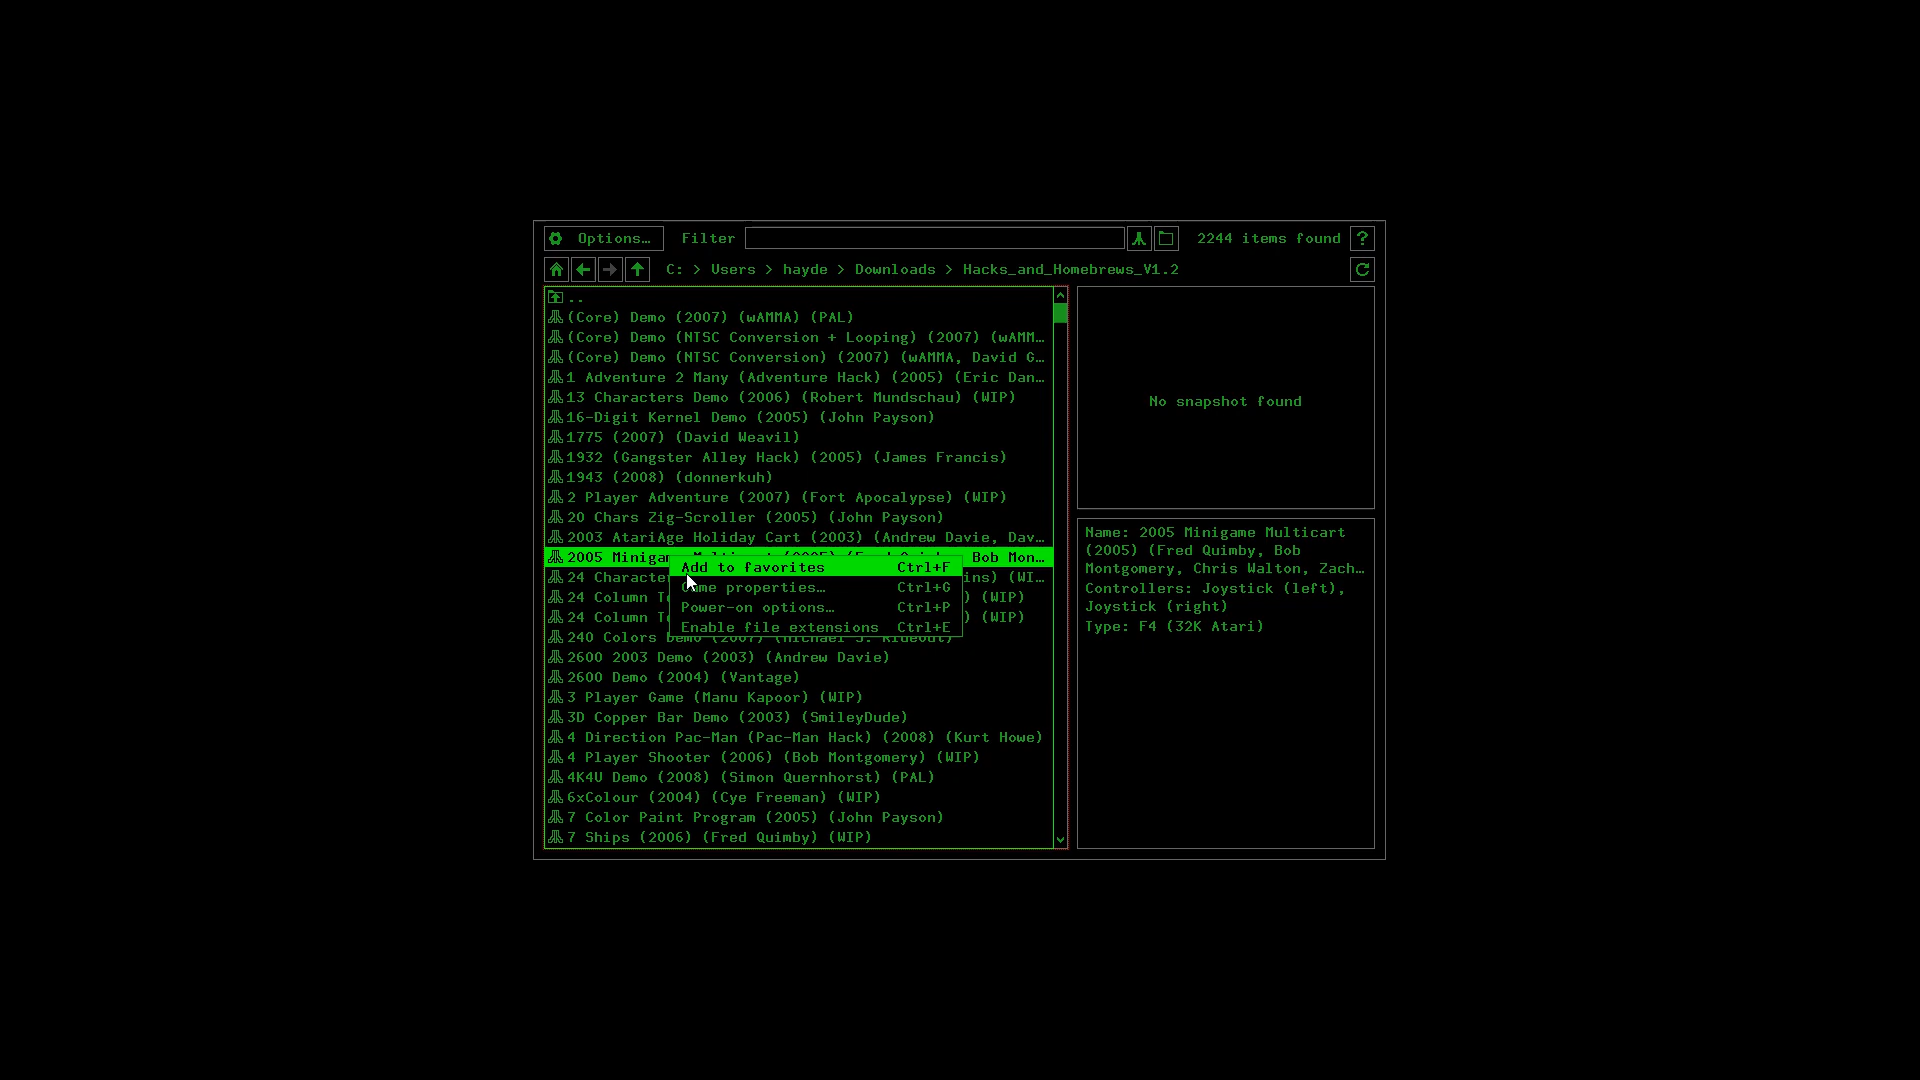 Options…
Filter
2244 items found
?
C: > Users > hayde > Downloads > Hacks_and_Homebrews_V1.2
..
(Core) Demo (2007) (wAMMA) (PAL)
(Core) Demo (NTSC Conversion + Looping) (2007) (wAMM…
(Core) Demo (NTSC Conversion) (2007) (wAMMA, David G…
1 Adventure 2 Many (Adventure Hack) (2005) (Eric Dan…
13 Characters Demo (2006) (Robert Mundschau) (WIP)
16-Digit Kernel Demo (2005) (John Payson)
1775 (2007) (David Weavil)
1932 (Gangster Alley Hack) (2005) (James Francis)
1943 (2008) (donnerkuh)
2 Player Adventure (2007) (Fort Apocalypse) (WIP)
20 Chars Zig-Scroller (2005) (John Payson)
2003 AtariAge Holiday Cart (2003) (Andrew Davie, Dav…
2005 Bob Mon…
24 (WI…
24 Column (WIP)
24 Column (WIP)
240 Colors Demo (2007) (Michael J. Rideout)
2600 2003 Demo (2003) (Andrew Davie)
2600 Demo (2004) (Vantage)
3 Player Game (Manu Kapoor) (WIP)
3D Copper Bar Demo (2003) (SmileyDude)
4 Direction Pac-Man (Pac-Man Hack) (2008) (Kurt Howe)
4 Player Shooter (2006) (Bob Montgomery) (WIP)
4K4U Demo (2008) (Simon Quernhorst) (PAL)
6xColour (2004) (Cye Freeman) (WIP)
7 Color Paint Program (2005) (John Payson)
7 Ships (2006) (Fred Quimby) (WIP)
Add to favorites Ctrl+F
properties… Ctrl+G
Power-on options… Ctrl+P
Enable file extensions Ctrl+E
No snapshot found
Name: 2005 Minigame Multicart
(2005) (Fred Quimby, Bob
Montgomery, Chris Walton, Zach…
Controllers: Joystick (left),
Joystick (right)
Type: F4 (32K Atari)